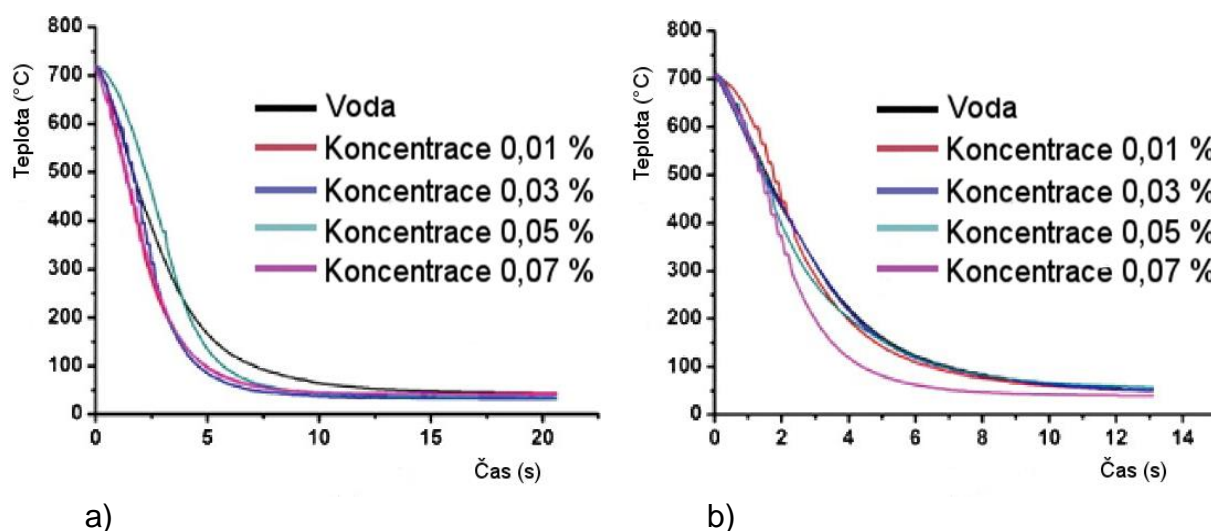 800
700
600
500
400
300
200
100
0
Teplota (°C)
Voda
Koncentrace 0,01 %
Koncentrace 0,03 %
Koncentrace 0,05 %
Koncentrace 0,07 %
0 5 10 15 20
Čas (s)
a)
800
700
600
500
400
300
200
100
0
Teplota (°C)
Voda
Koncentrace 0,01 %
Koncentrace 0,03 %
Koncentrace 0,05 %
Koncentrace 0,07 %
0 2 4 6 8 10 12 14
Čas (s)
b)